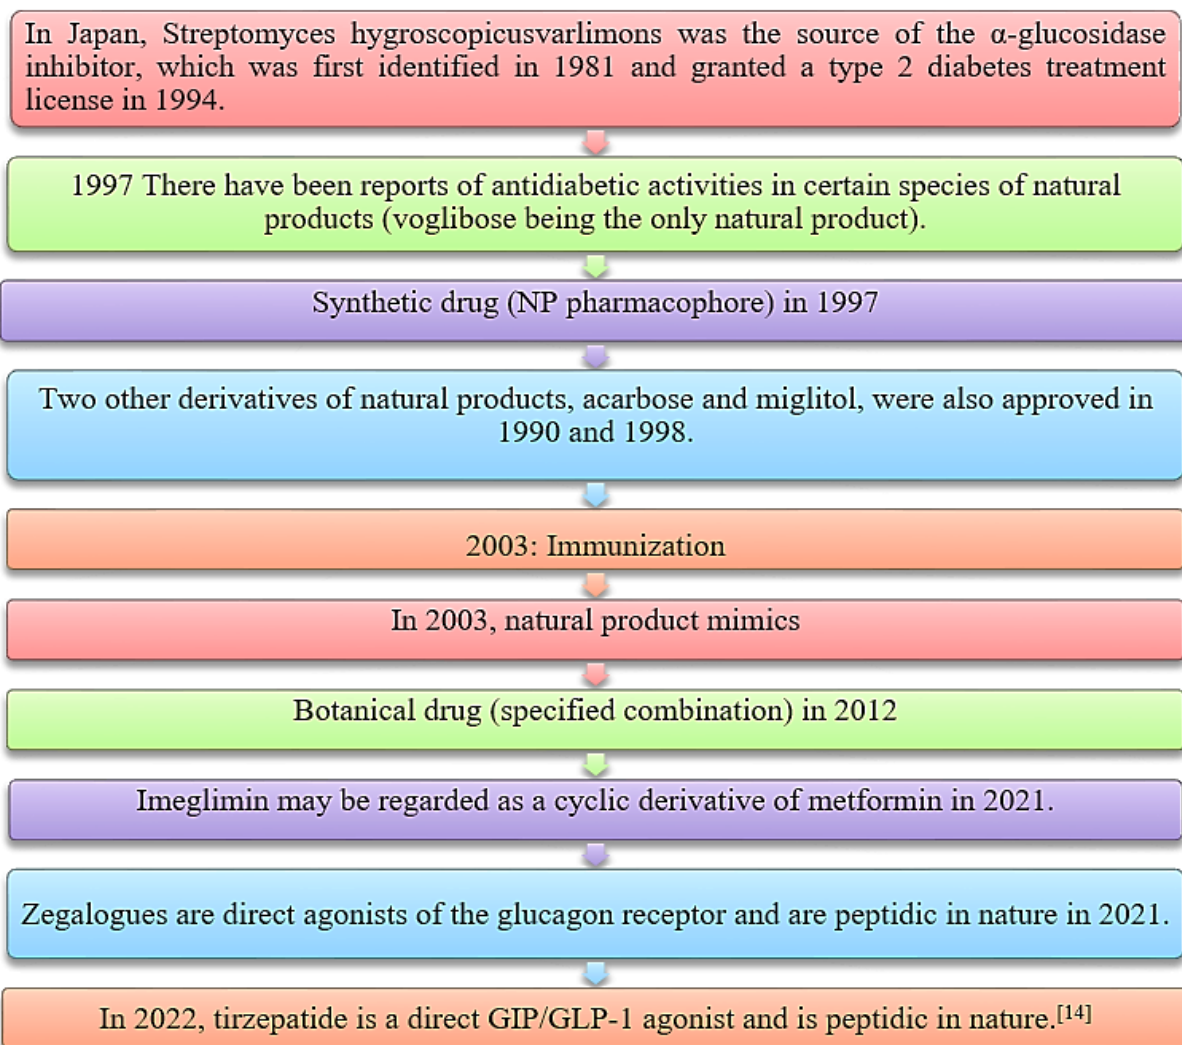 In Japan, Streptomyces hygroscopicusvarlimons was the source of the α-glucosidase
inhibitor, which was first identified in 1981 and granted a type 2 diabetes treatment
license in 1994.
1997 There have been reports of antidiabetic activities in certain species of natural
products (voglibose being the only natural product).
Synthetic drug (NP pharmacophore) in 1997
Two other derivatives of natural products, acarbose and miglitol, were also approved in
1990 and 1998.
2003: Immunization
In 2003, natural product mimics
Botanical drug (specified combination) in 2012
Imeglimin may be regarded as a cyclic derivative of metformin in 2021.
Zegalogues are direct agonists of the glucagon receptor and are peptidic in nature in 2021.
In 2022, tirzepatide is a direct GIP/GLP-1 agonist and is peptidic in nature.[14]